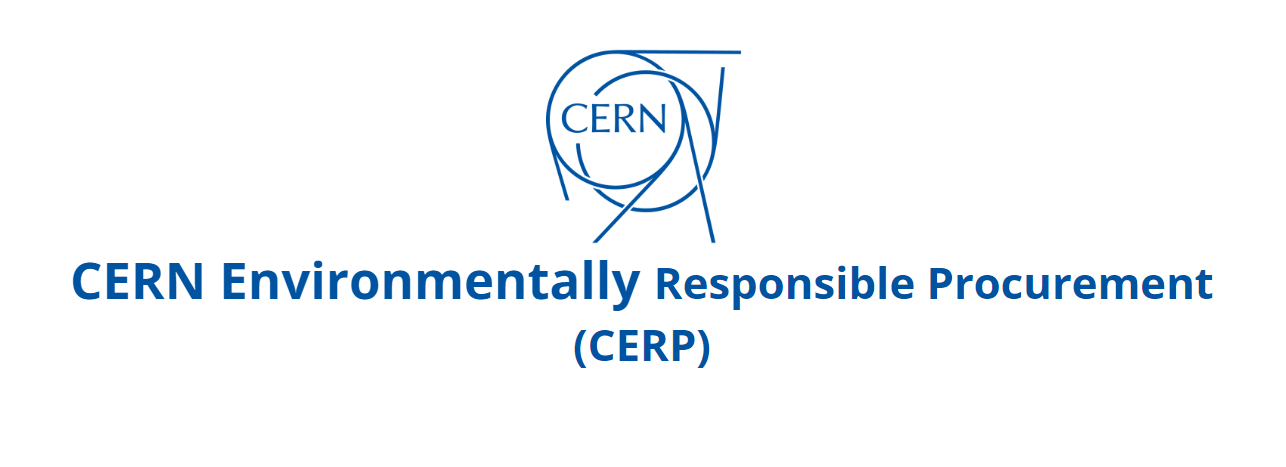 CERN
CERN Environmentally Responsible Procurement
(CERP)